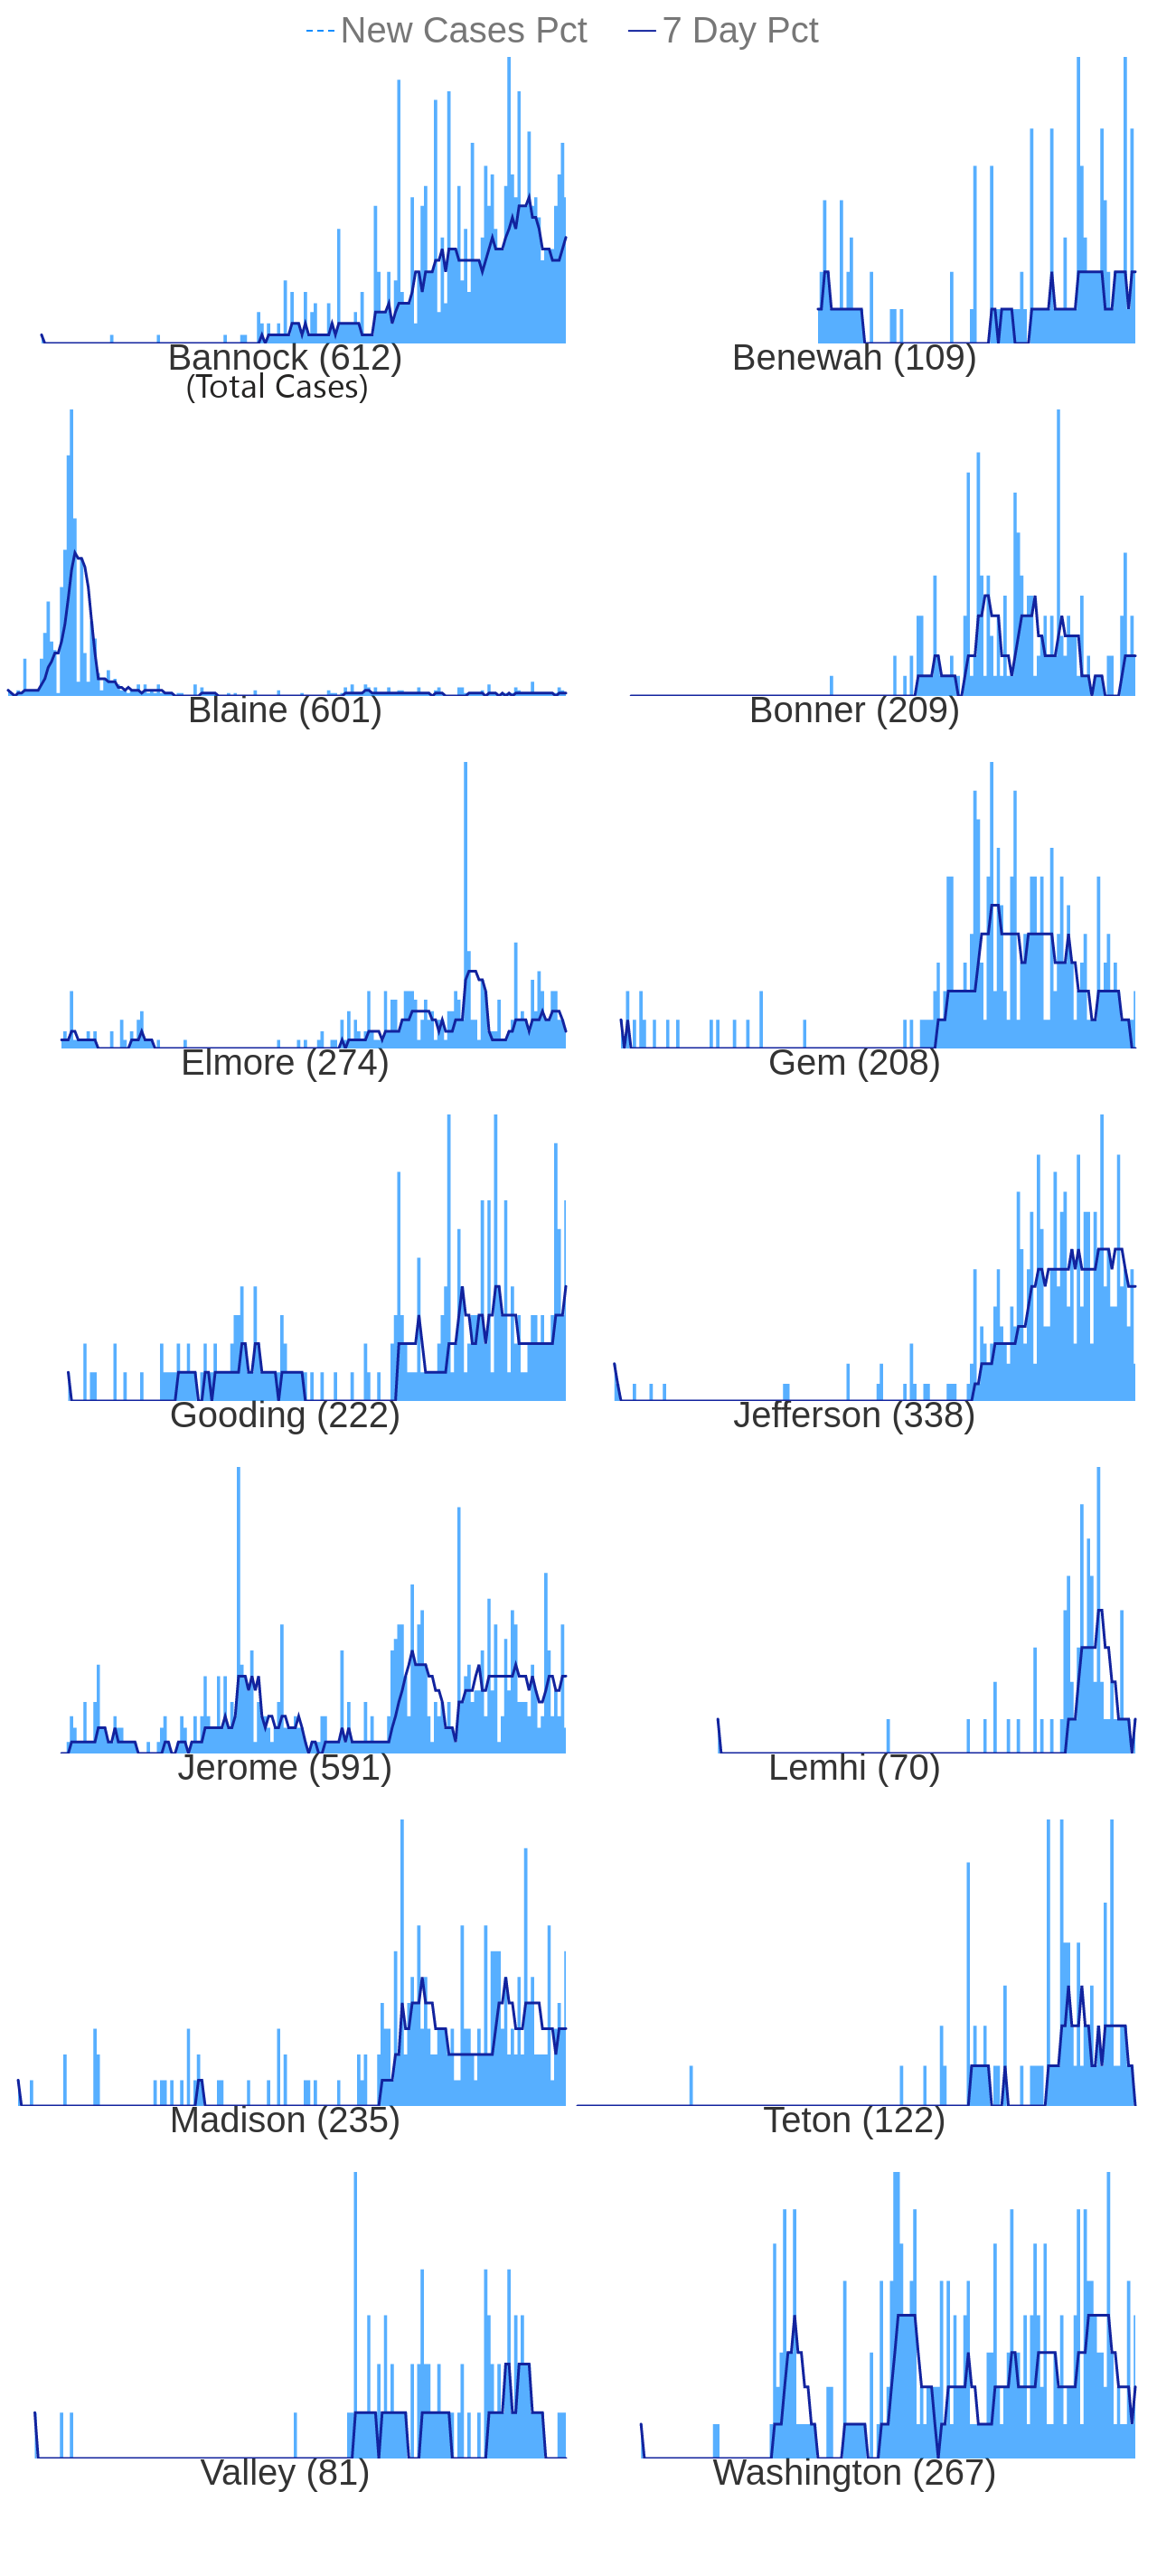 New Cases Pct 7 Day Pct
Bannock (612) Benewah (109)
(Total Cases)
Blaine (601) Bonner (209)
Elmore (274) Gem (208)
Gooding (222) Jefferson (338)
Jerome (591) Lemhi (70)
Madison (235) Teton (122)
Valley (81) Washington (267)